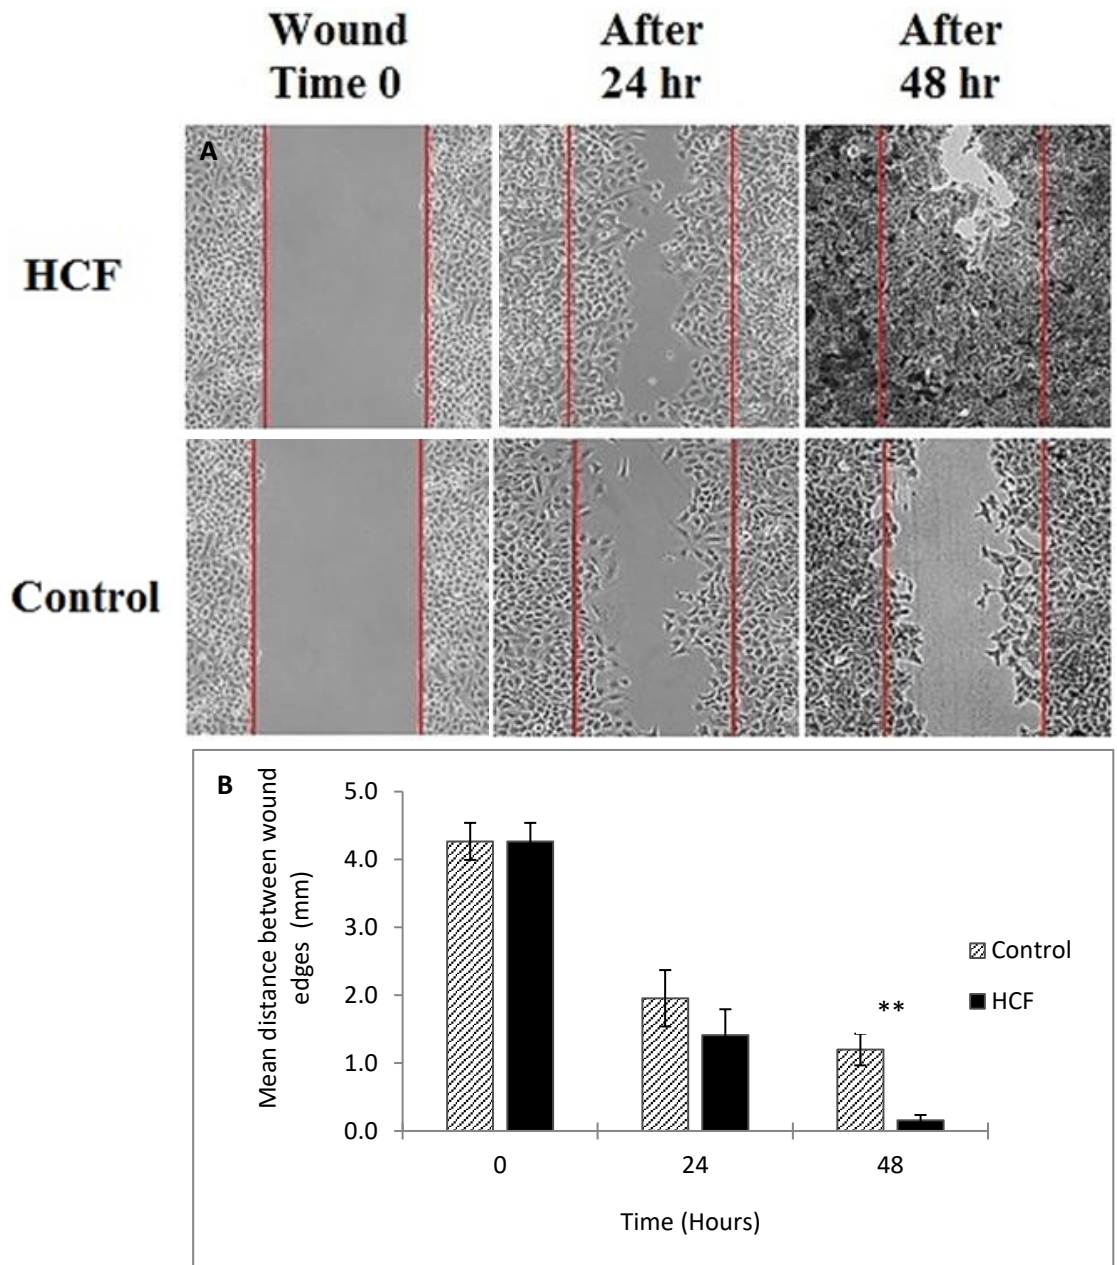 Wound
Time 0
After
24 hr
After
48 hr
A
HCF
Control
B
Mean distance between wound
edges (mm)
5.0
4.0
3.0
2.0
1.0
0.0
**
Control
HCF
0
24
48
Time (Hours)